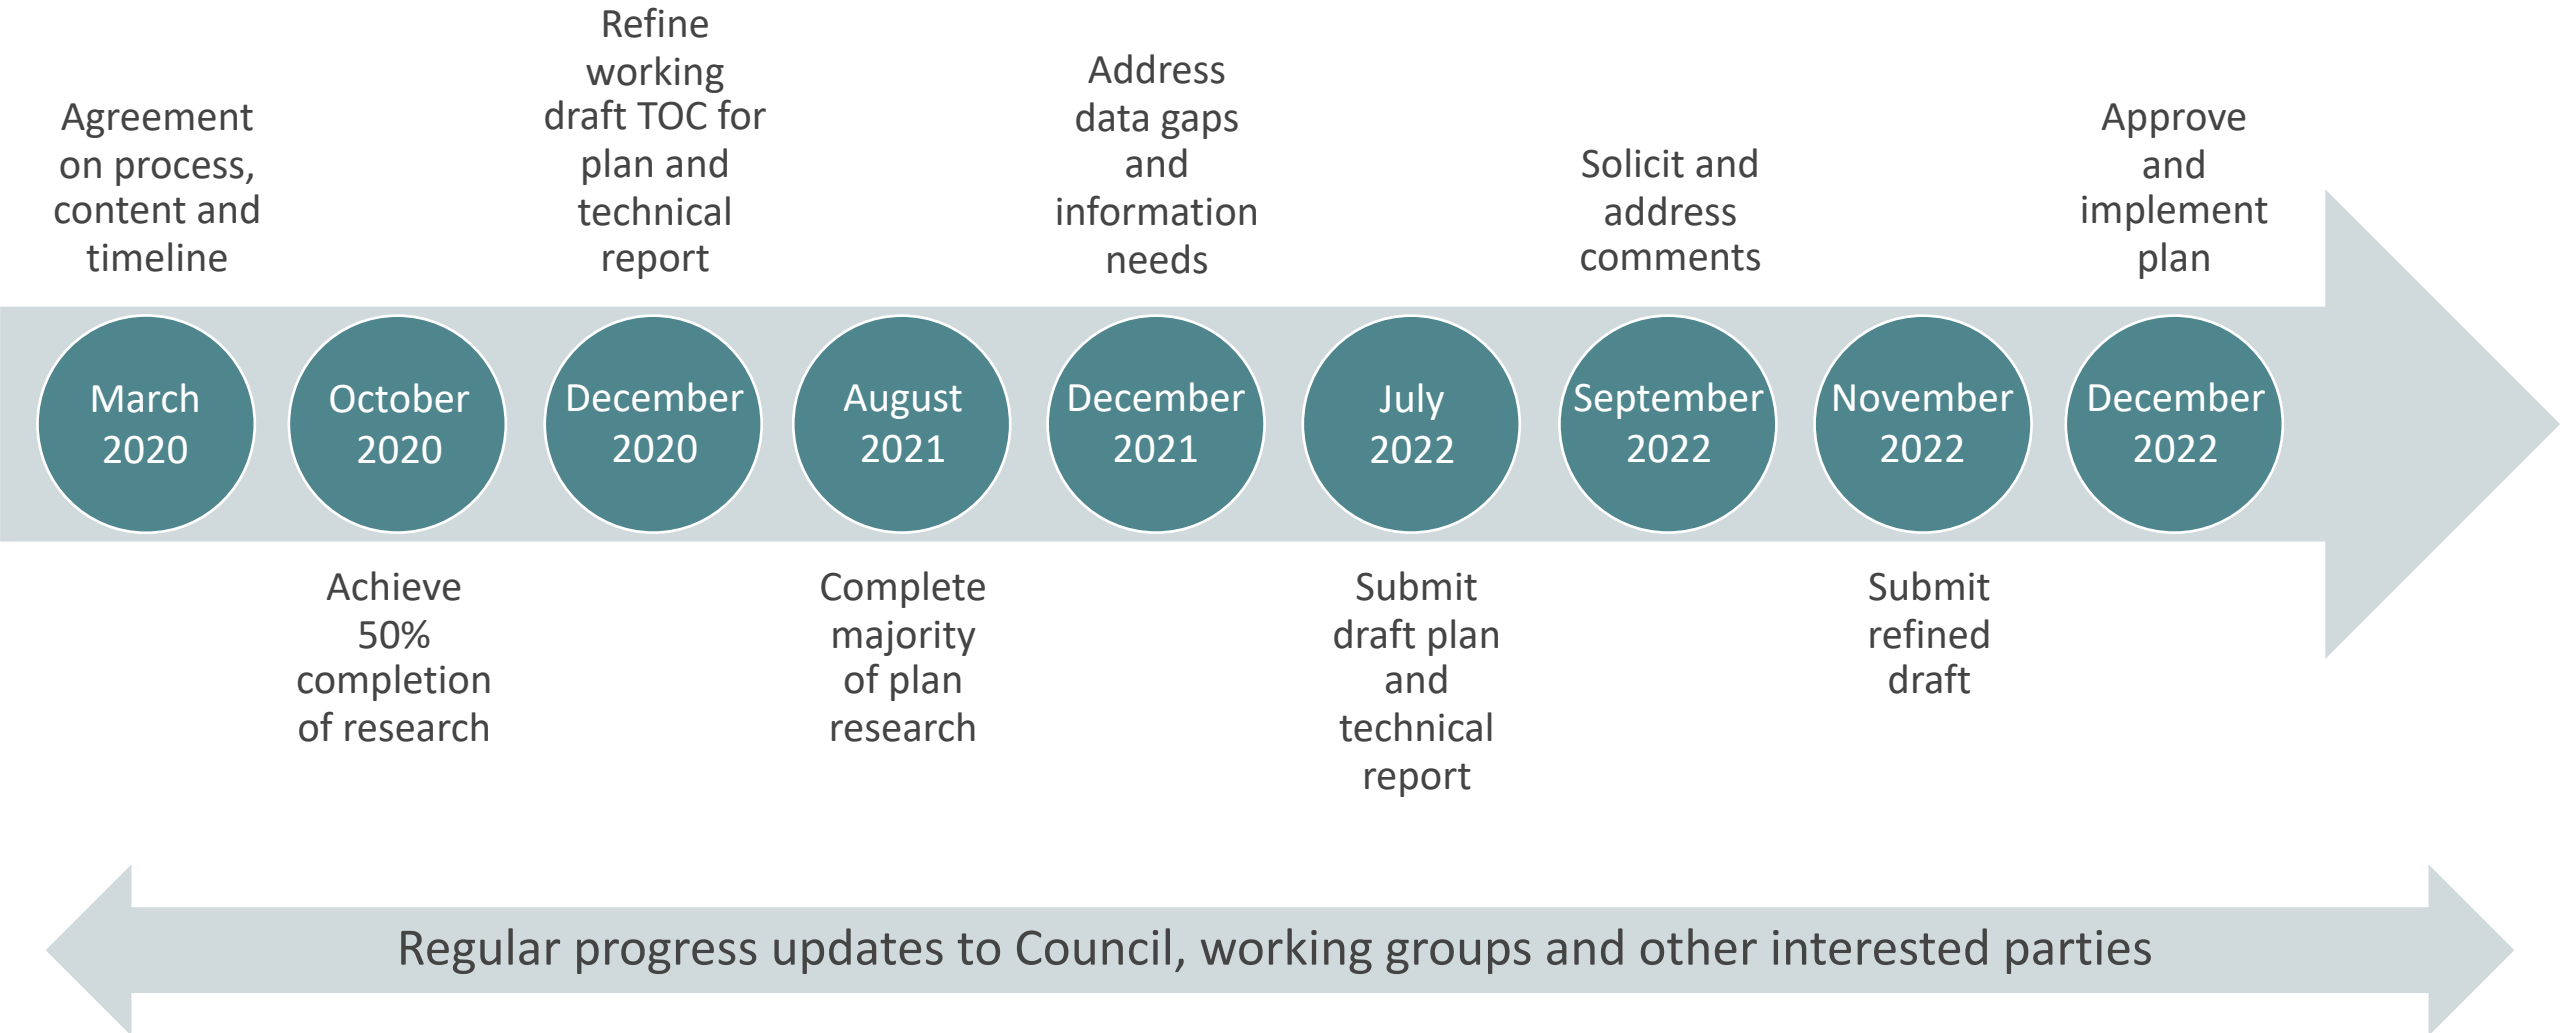 Agreement
on process,
content and
timeline
March
2020
October
2020
Achieve
50%
completion
of research
Refine
working
draft TOC for
plan and
technical
report
December
2020
August
2021
Complete
majority
of plan
research
Address
data gaps
and
information
needs
December
2021
July
2022
Submit
draft plan
and
technical
report
Solicit and
address
comments
September
2022
November
2022
Submit
refined
draft
Approve
and
implement
plan
December
2022
Regular progress updates to Council, working groups and other interested parties